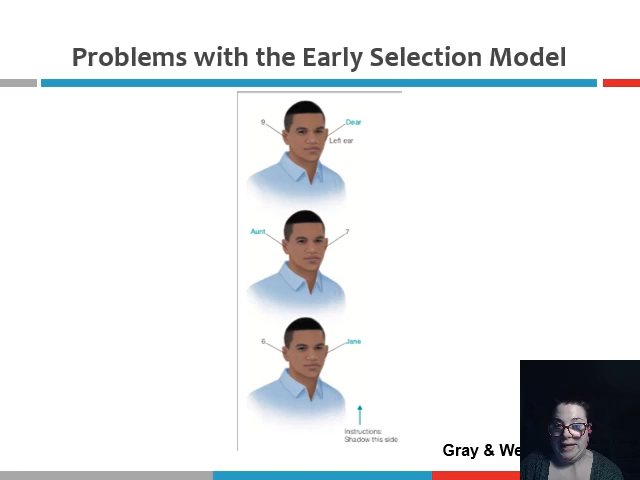 Problems with the Early Selection Model
9 Dear
Left ear
Aunt 7
6 Jane
Instructions:
Shadow this side
Gray &